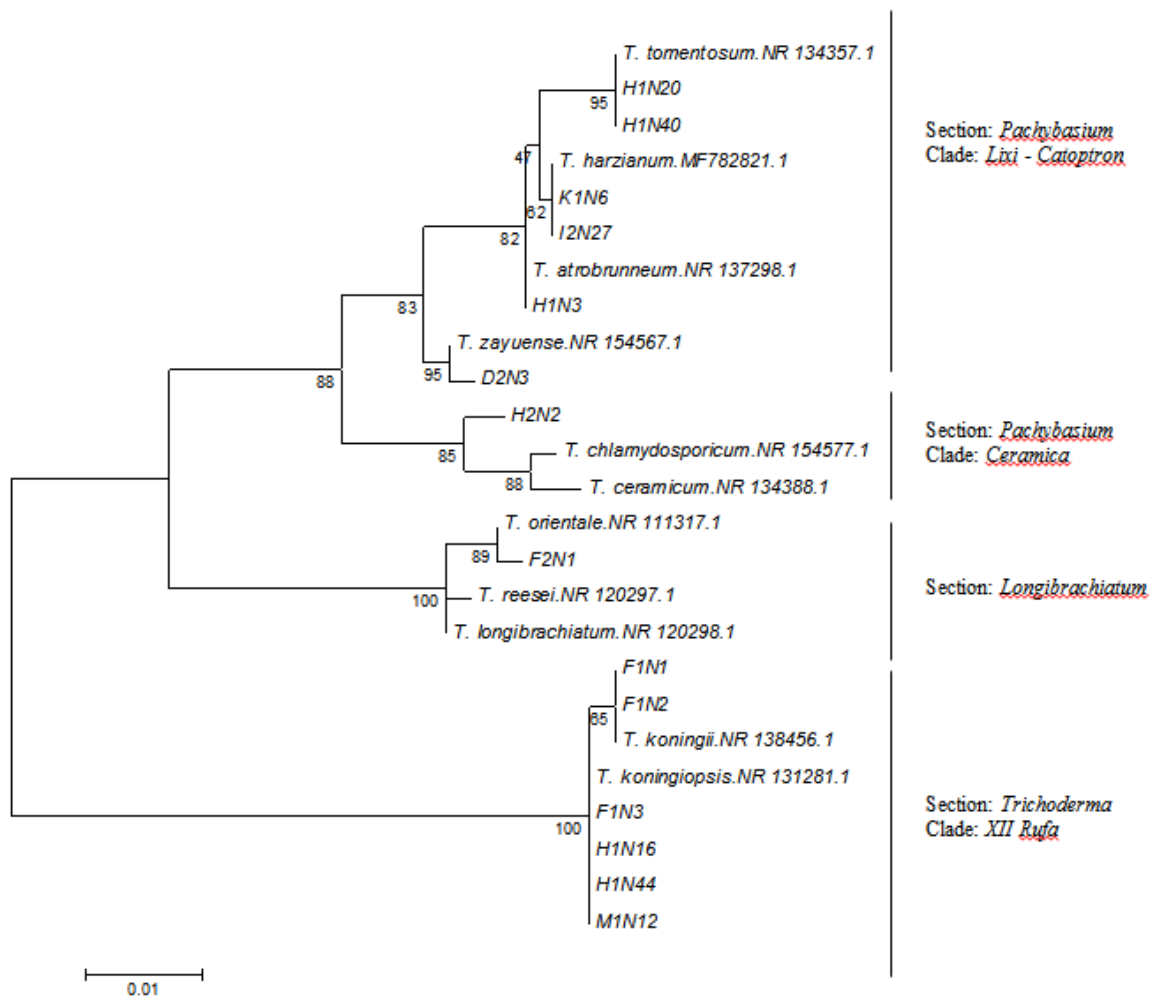 T. tomentosum.NR 134357.1
H1N20
95
H1N40
Section: Pachybasium
Clade: Lixi - Catoptron
47
T. harzianum.MF782821.1
K1N6
62
I2N27
82
T. atrobrunneum.NR 137298.1
H1N3
83
T. zayuense.NR 154567.1
95
D2N3
88
H2N2
Section: Pachybasium
Clade: Ceramica
85
T. chlamydosporicum.NR 154577.1
88
T. ceramicum.NR 134388.1
T. orientale.NR 111317.1
89
F2N1
Section: Longibrachiatum
100
T. reesei.NR 120297.1
T. longibrachiatum.NR 120298.1
F1N1
F1N2
65
T. koningii.NR 138456.1
T. koningiopsis.NR 131281.1
Section: Trichoderma
Clade: XII Rufa
F1N3
100
H1N16
H1N44
M1N12
0.01